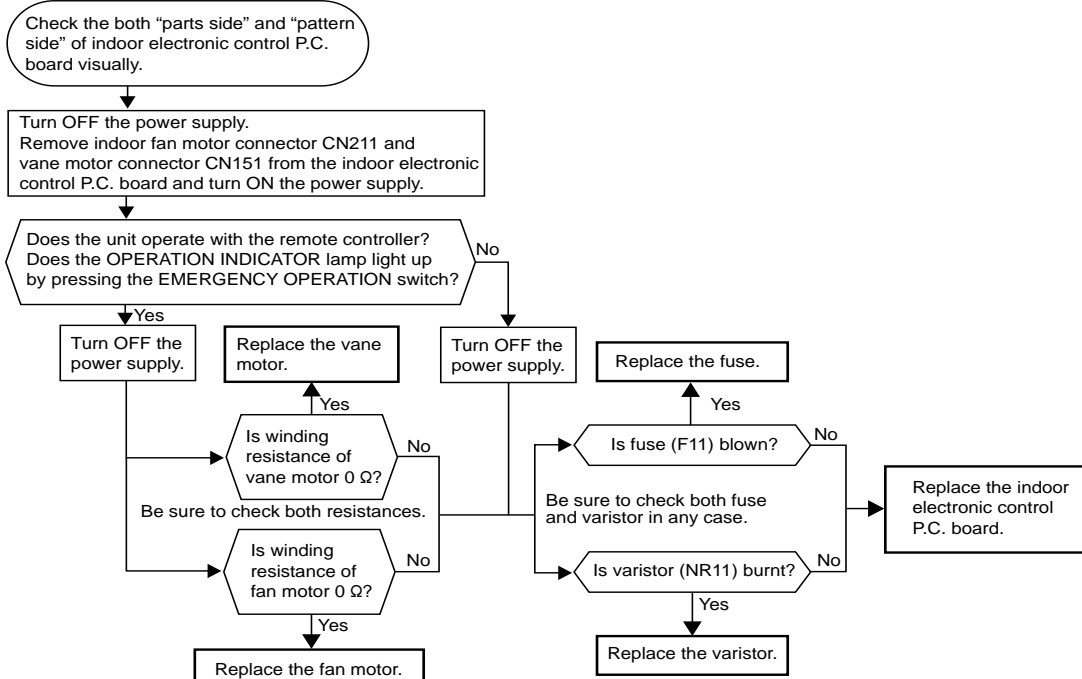 Check the both “parts side” and “pattern
side” of indoor electronic control P.C.
board visually.
Turn OFF the power supply.
Remove indoor fan motor connector CN211 and
vane motor connector CN151 from the indoor electronic
control P.C. board and turn ON the power supply.
Does the unit operate with the remote controller?
Does the OPERATION INDICATOR lamp light up
by pressing the EMERGENCY OPERATION switch?
No
Yes
Turn OFF the
power supply.
Replace the vane
motor.
Turn OFF the
power supply.
Replace the fuse.
Yes
Yes
Is winding
resistance of
vane motor 0 Ω?
No
Is fuse (F11) blown?
No
Be sure to check both resistances.
Be sure to check both fuse
and varistor in any case.
Replace the indoor
electronic control
P.C. board.
Is winding
resistance of
fan motor 0 Ω?
No
Is varistor (NR11) burnt?
No
Yes
Yes
Replace the fan motor.
Replace the varistor.